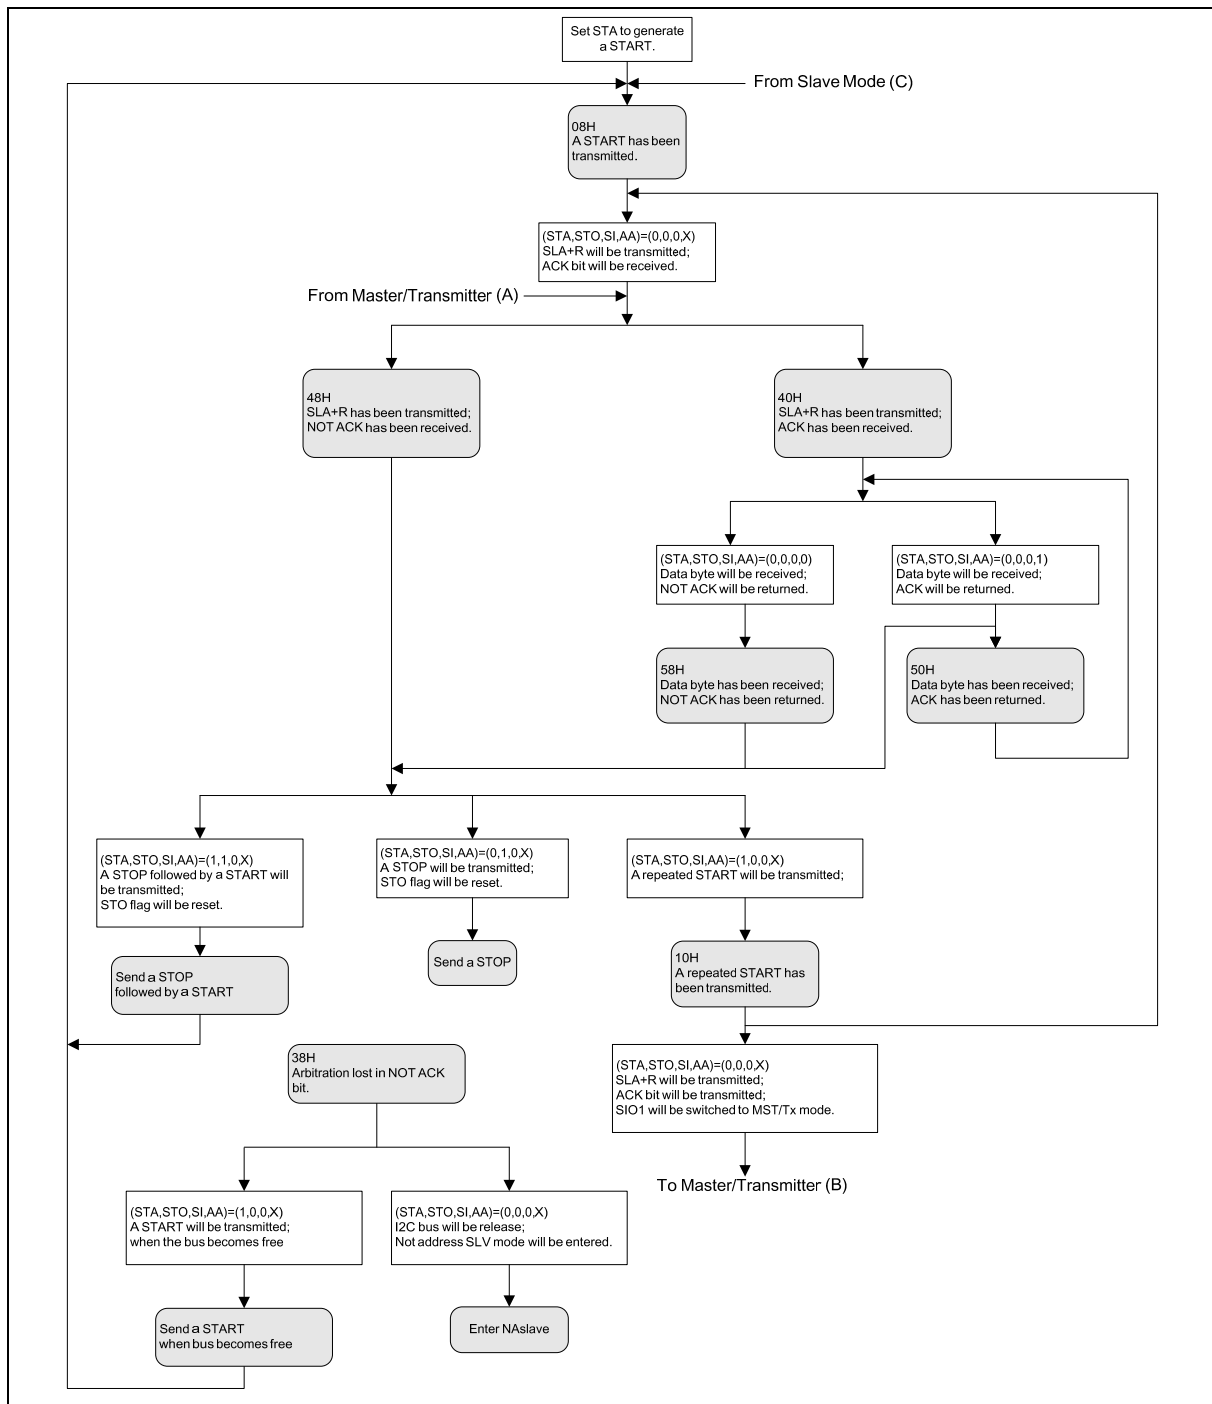 Set STA to generate
a START.
From Slave Mode (C)
08H
A START has been
transmitted.
(STA,STO,SI,AA)=(0,0,0,X)
SLA+R will be transmitted;
ACK bit will be received.
From Master/Transmitter (A)
48H
SLA+R has been transmitted;
NOT ACK has been received.
40H
SLA+R has been transmitted;
ACK has been received.
(STA,STO,SI,AA)=(0,0,0,0)
Data byte will be received;
NOT ACK will be returned.
(STA,STO,SI,AA)=(0,0,0,1)
Data byte will be received;
ACK will be returned.
58H
Data byte has been received;
NOT ACK has been returned.
50H
Data byte has been received;
ACK has been returned.
(STA,STO,SI,AA)=(1,1,0,X)
A STOP followed by a START will
be transmitted;
STO flag will be reset.
(STA,STO,SI,AA)=(0,1,0,X)
A STOP will be transmitted;
STO flag will be reset.
(STA,STO,SI,AA)=(1,0,0,X)
A repeated START will be transmitted;
Send a STOP
followed by a START
Send a STOP
10H
A repeated START has
been transmitted.
38H
Arbitration lost in NOT ACK
bit.
(STA,STO,SI,AA)=(0,0,0,X)
SLA+R will be transmitted;
ACK bit will be transmitted;
SIO1 will be switched to MST/Tx mode.
To Master/Transmitter (B)
(STA,STO,SI,AA)=(1,0,0,X)
A START will be transmitted;
when the bus becomes free
(STA,STO,SI,AA)=(0,0,0,X)
I2C bus will be release;
Not address SLV mode will be entered.
Send a START
when bus becomes free
Enter NAslave